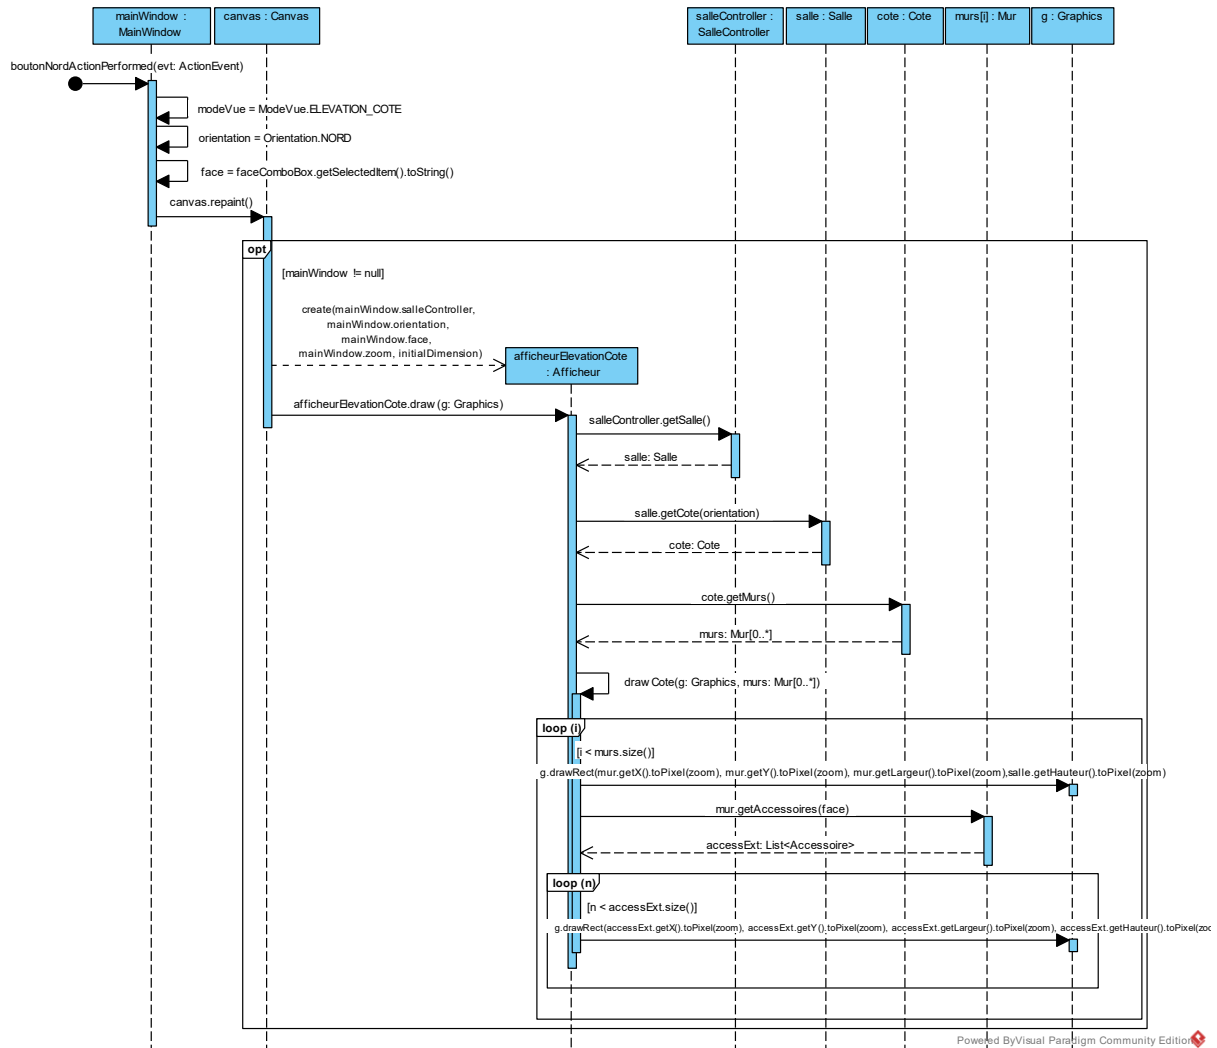 mainWindow :
MainWindow
canvas : Canvas
salleController :
SalleController
salle : Salle
cote : Cote
murs[i] : Mur
g : Graphics
boutonNordActionPerformed(evt: ActionEvent)
modeVue = ModeVue.ELEVATION_COTE
orientation = Orientation.NORD
face = faceComboBox.getSelectedItem().toString()
canvas.repaint()
opt
[mainWindow != null]
create(mainWindow.salleController,
mainWindow.orientation,
mainWindow.face,
mainWindow.zoom, initialDimension)
afficheurElevationCote
: Afficheur
afficheurElevationCote.draw(g: Graphics)
salleController.getSalle()
salle: Salle
salle.getCote(orientation)
cote: Cote
cote.getMurs()
murs: Mur[0..*]
drawCote(g: Graphics, murs: Mur[0..*])
loop (i)
[i < murs.size()]
g.drawRect(mur.getX().toPixel(zoom), mur.getY().toPixel(zoom), mur.getLargeur().toPixel(zoom),salle.getHauteur().toPixel(zoom)
mur.getAccessoires(face)
accessExt: List<Accessoire>
loop (n)
[n < accessExt.size()]
g.drawRect(accessExt.getX().toPixel(zoom), accessExt.getY().toPixel(zoom), accessExt.getLargeur().toPixel(zoom), accessExt.getHauteur().toPixel(zoo
Powered By Visual Paradigm Community Edition